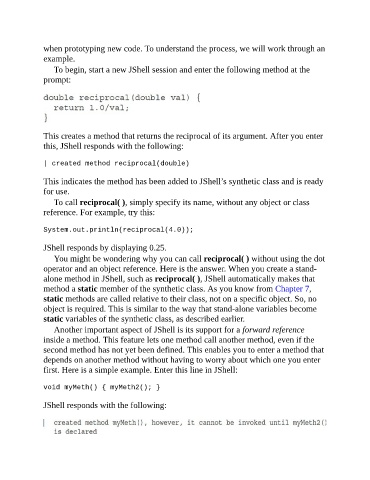 when prototyping new code. To understand the process, we will work through an
example.
To begin, start a new JShell session and enter the following method at the
prompt:
double reciprocal(double val) {
return 1.0/val;
}
This creates a method that returns the reciprocal of its argument. After you enter
this, JShell responds with the following:
| created method reciprocal(double)
This indicates the method has been added to JShell's synthetic class and is ready
for use.
To call reciprocal( ), simply specify its name, without any object or class
reference. For example, try this:
System.out.println(reciprocal(4.0));
JShell responds by displaying 0.25.
You might be wondering why you can call reciprocal( ) without using the dot
operator and an object reference. Here is the answer. When you create a stand-
alone method in JShell, such as reciprocal( ), JShell automatically makes that
method a static member of the synthetic class. As you know from Chapter 7,
static methods are called relative to their class, not on a specific object. So, no
object is required. This is similar to the way that stand-alone variables become
static variables of the synthetic class, as described earlier.
Another important aspect of JShell is its support for a forward reference
inside a method. This feature lets one method call another method, even if the
second method has not yet been defined. This enables you to enter a method that
depends on another method without having to worry about which one you enter
first. Here is a simple example. Enter this line in JShell:
void myMeth() { myMeth2(); }
JShell responds with the following:
| created method myMeth(), however, it cannot be invoked until myMeth2()
is declared